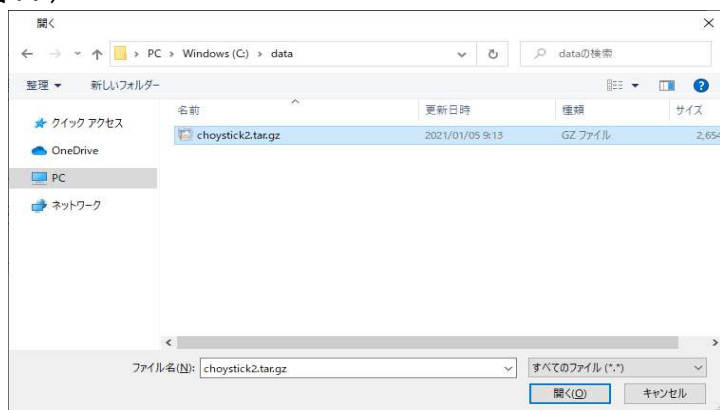 開く
PC › Windows (C:) › data
dataの検索
整理 新しいフォルダー
名前 更新日時 種類 サイズ
choystick2.tar.gz 2021/01/05 9:13 GZ ファイル 2,654
クイック アクセス
OneDrive
PC
ネットワーク
ファイル名(N): choystick2.tar.gz すべてのファイル (*.*)
開く(O) キャンセル